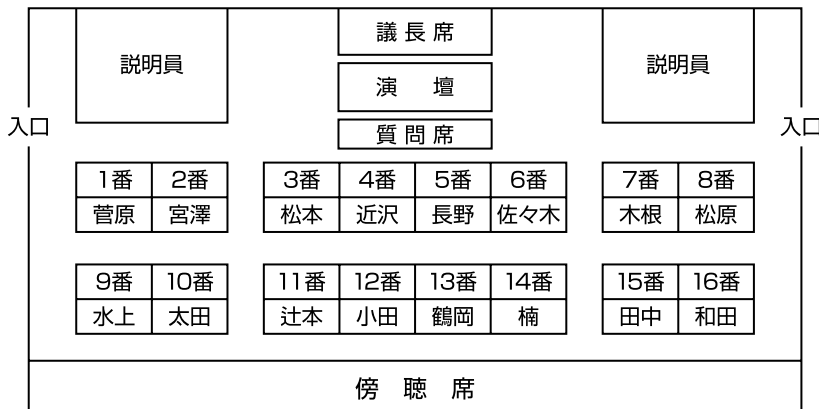 説明員 議長席 説明員
演壇
入口 質問席 入口
1番 2番 3番 4番 5番 6番 7番 8番
菅原 宮澤 松本 近沢 長野 佐々木 木根 松原
9番 10番 11番 12番 13番 14番 15番 16番
水上 太田 辻本 小田 鶴岡 楠 田中 和田
傍聴席